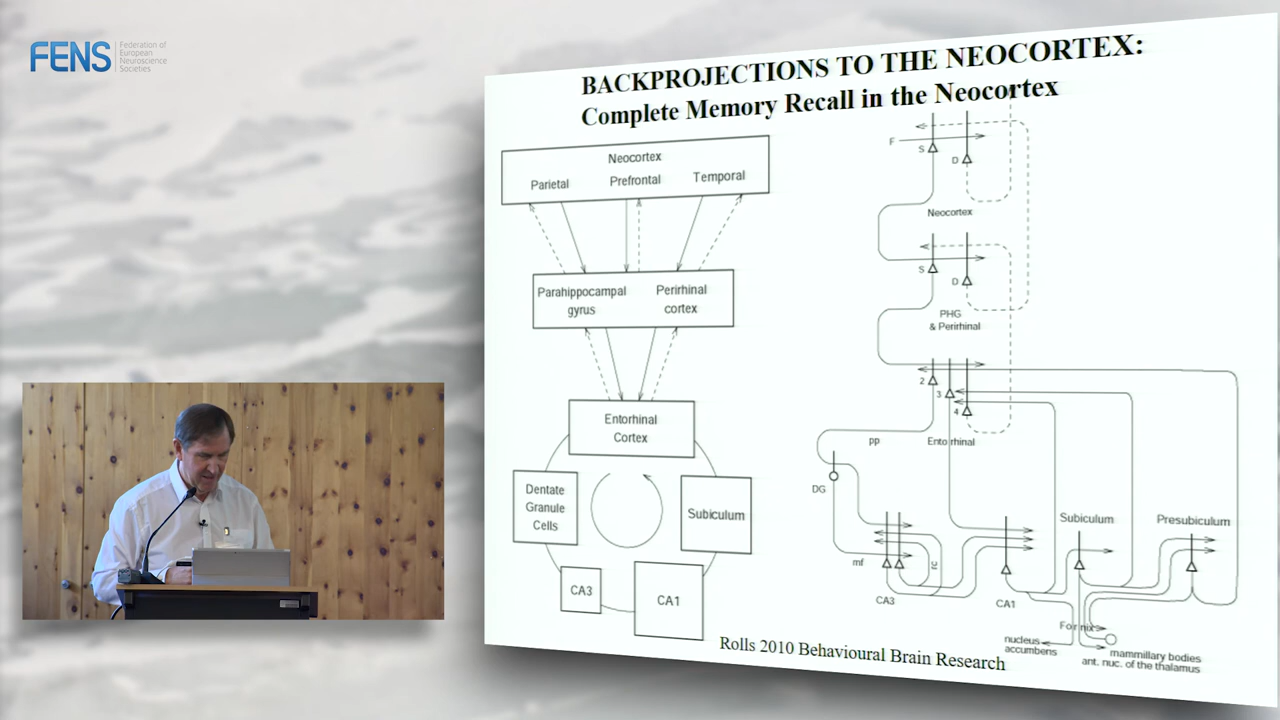 FENS
Federation of
European
Neuroscience
Societies
BACKPROJECTIONS TO THE NEOCORTEX:
Complete Memory Recall in the Neocortex
Neocortex
Parietal
Prefrontal
Temporal
Parahippocampal
gyrus
Perirhinal
cortex
Entorhinal
Cortex
Dentate
Granule
Cells
Subiculum
CA3
CA1
F
S
D
Neocortex
S
D
PHG
& Perirhinal
2
3
4
pp
Entorhinal
DG
mf
rc
CA3
CA1
Subiculum
Presubiculum
Fornix
nucleus
accumbens
mammillary bodies
ant. nuc. of the thalamus
Rolls 2010 Behavioural Brain Research